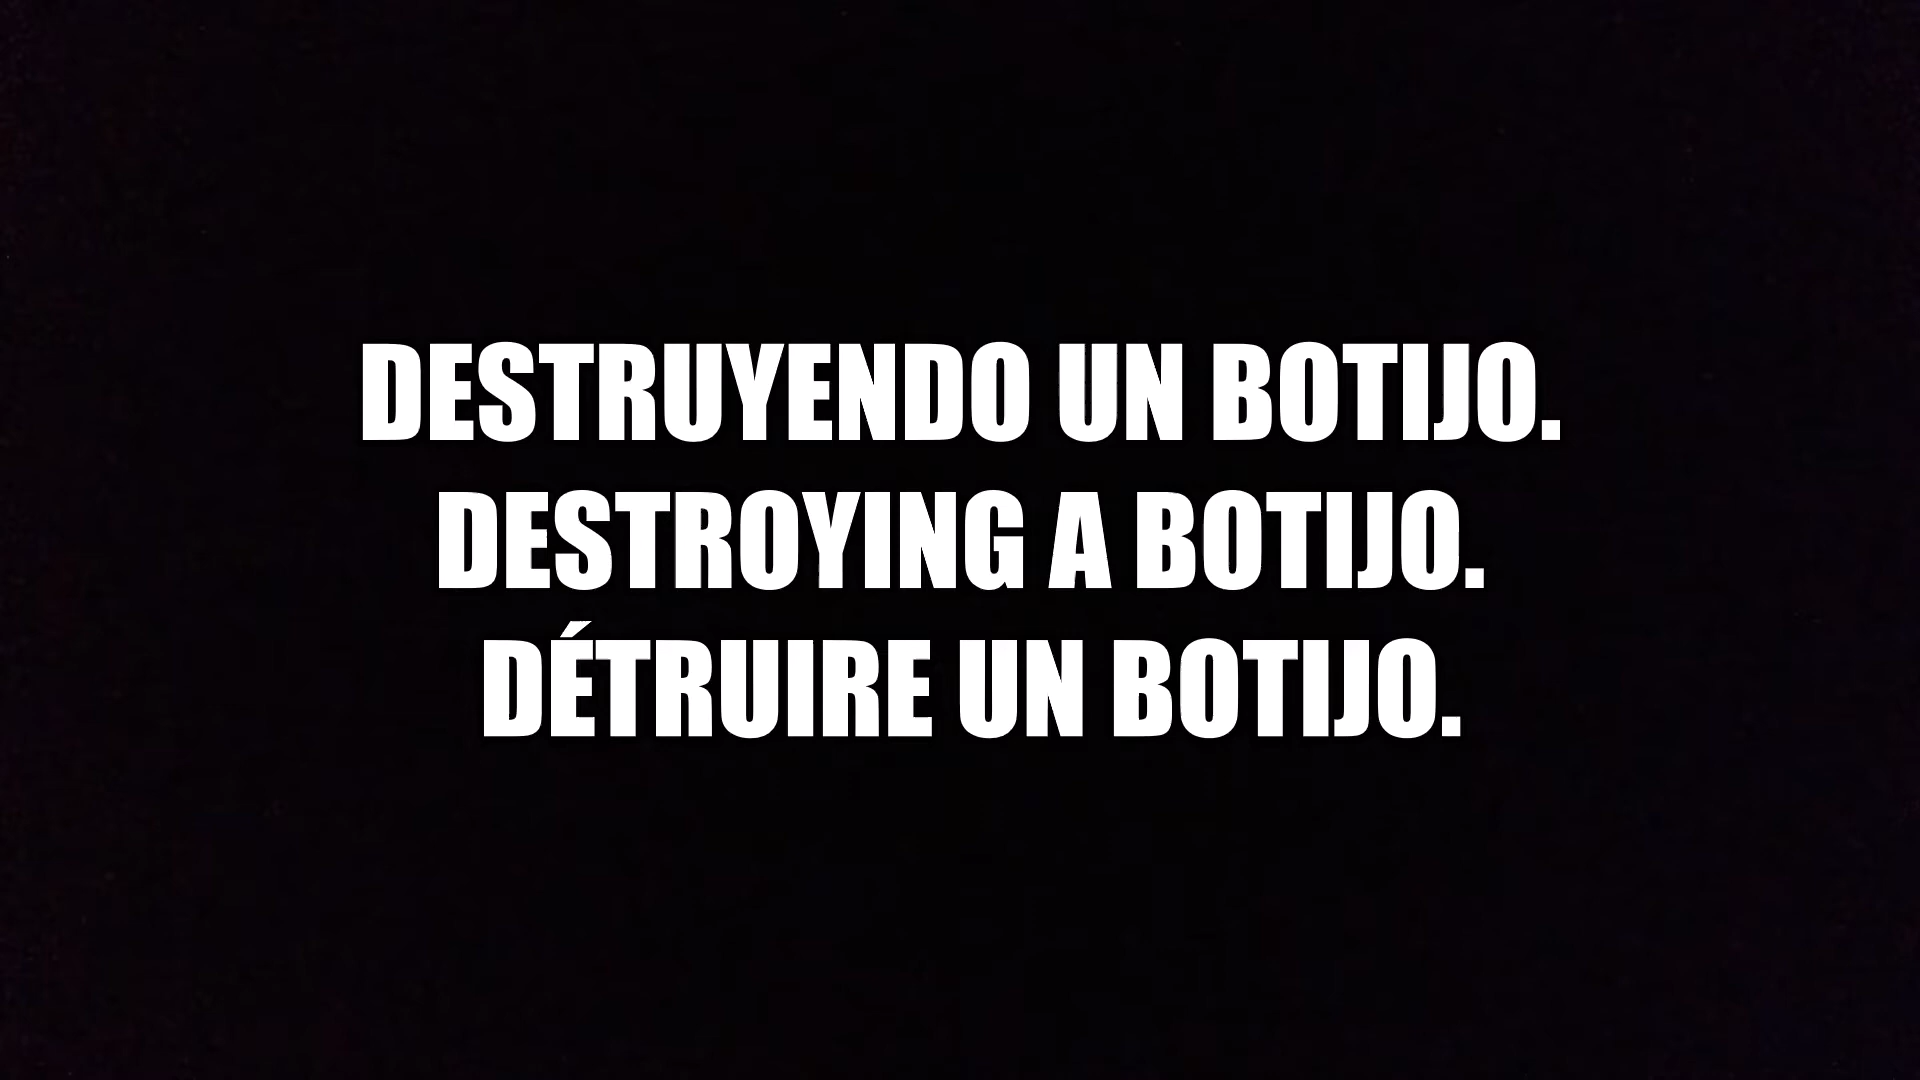 DESTRUYENDO UN BOTIJO.
DESTROYING A BOTIJO.
DÉTRUIRE UN BOTIJO.